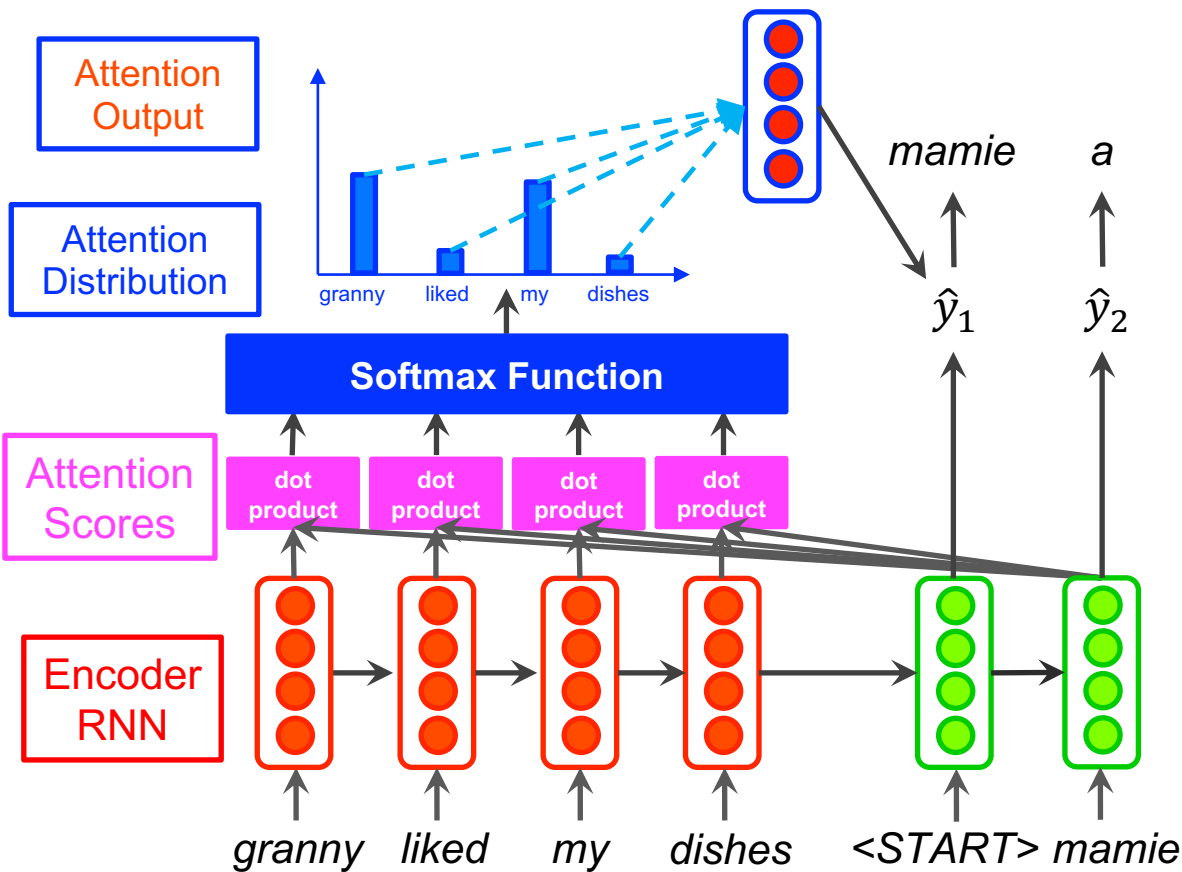 Attention
Output
mamie a
Attention
Distribution
granny liked my dishes
ŷ₁ ŷ₂
Softmax Function
Attention
Scores
dot
product
dot
product
dot
product
dot
product
Encoder
RNN
granny liked my dishes <START> mamie